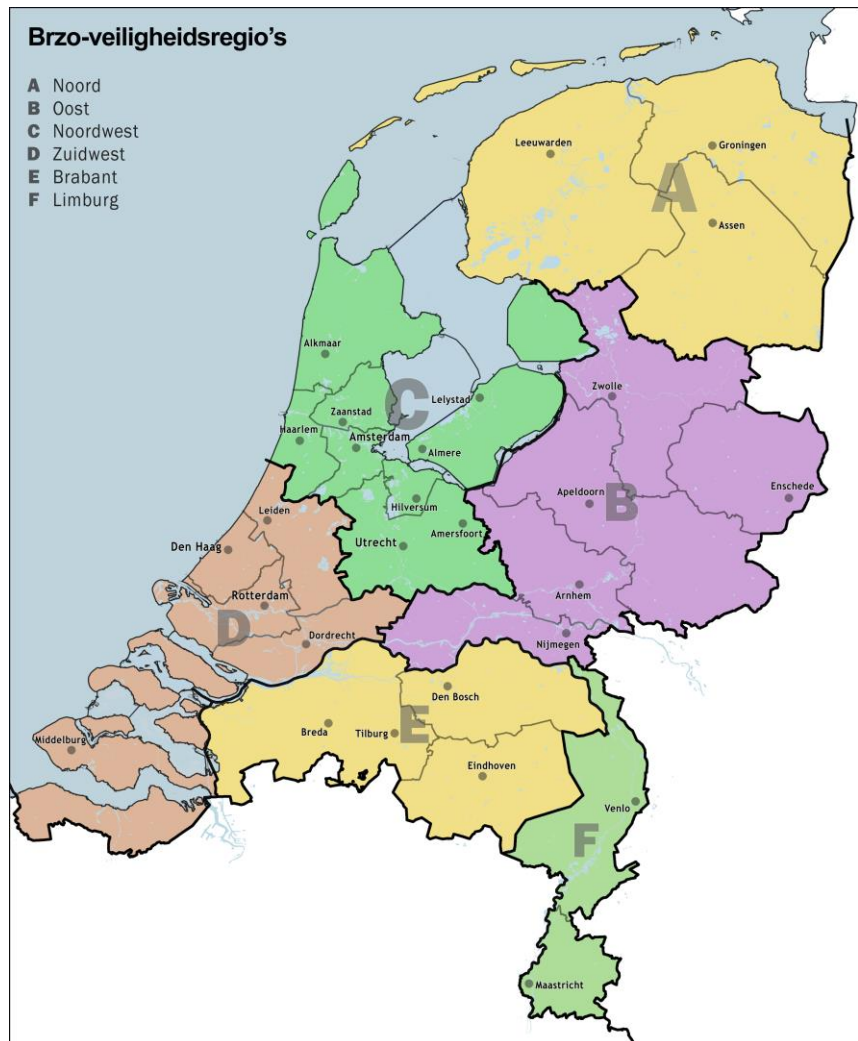 Brzo-veiligheidsregio's
A Noord
B Oost
C Noordwest
D Zuidwest
E Brabant
F Limburg
Leeuwarden
Groningen
A
Assen
Alkmaar
Zwolle
Lelystad
C
Zaanstad
Haarlem
Amsterdam
Almere
Apeldoorn
B
Enschede
Hilversum
Leiden
Amersfoort
Utrecht
Den Haag
Arnhem
Rotterdam
D
Dordrecht
Nijmegen
Den Bosch
Breda
E
Tilburg
Middelburg
Eindhoven
Venlo
F
Maastricht